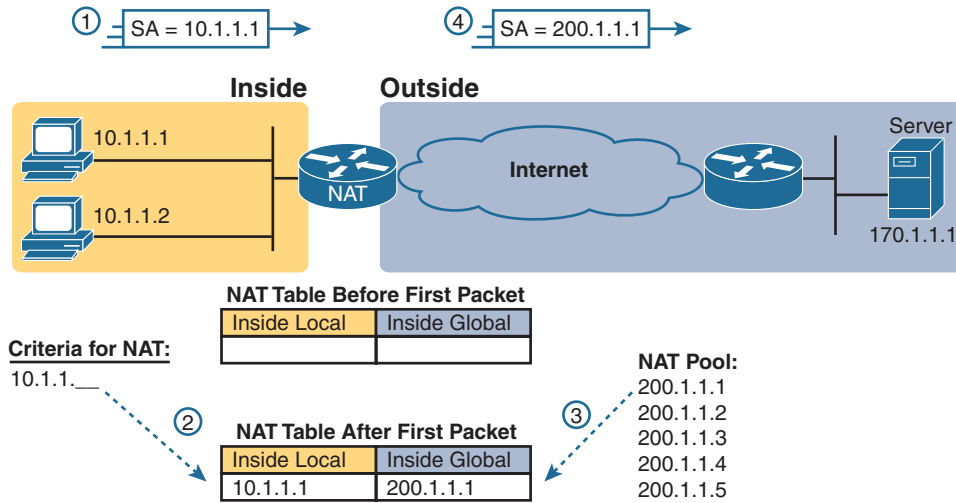 1
SA = 10.1.1.1
4
SA = 200.1.1.1
Inside
Outside
10.1.1.1
10.1.1.2
NAT
Internet
Server
170.1.1.1
NAT Table Before First Packet
Inside Local
Inside Global
Criteria for NAT:
10.1.1.__
2
NAT Table After First Packet
Inside Local
Inside Global
10.1.1.1
200.1.1.1
3
NAT Pool:
200.1.1.1
200.1.1.2
200.1.1.3
200.1.1.4
200.1.1.5